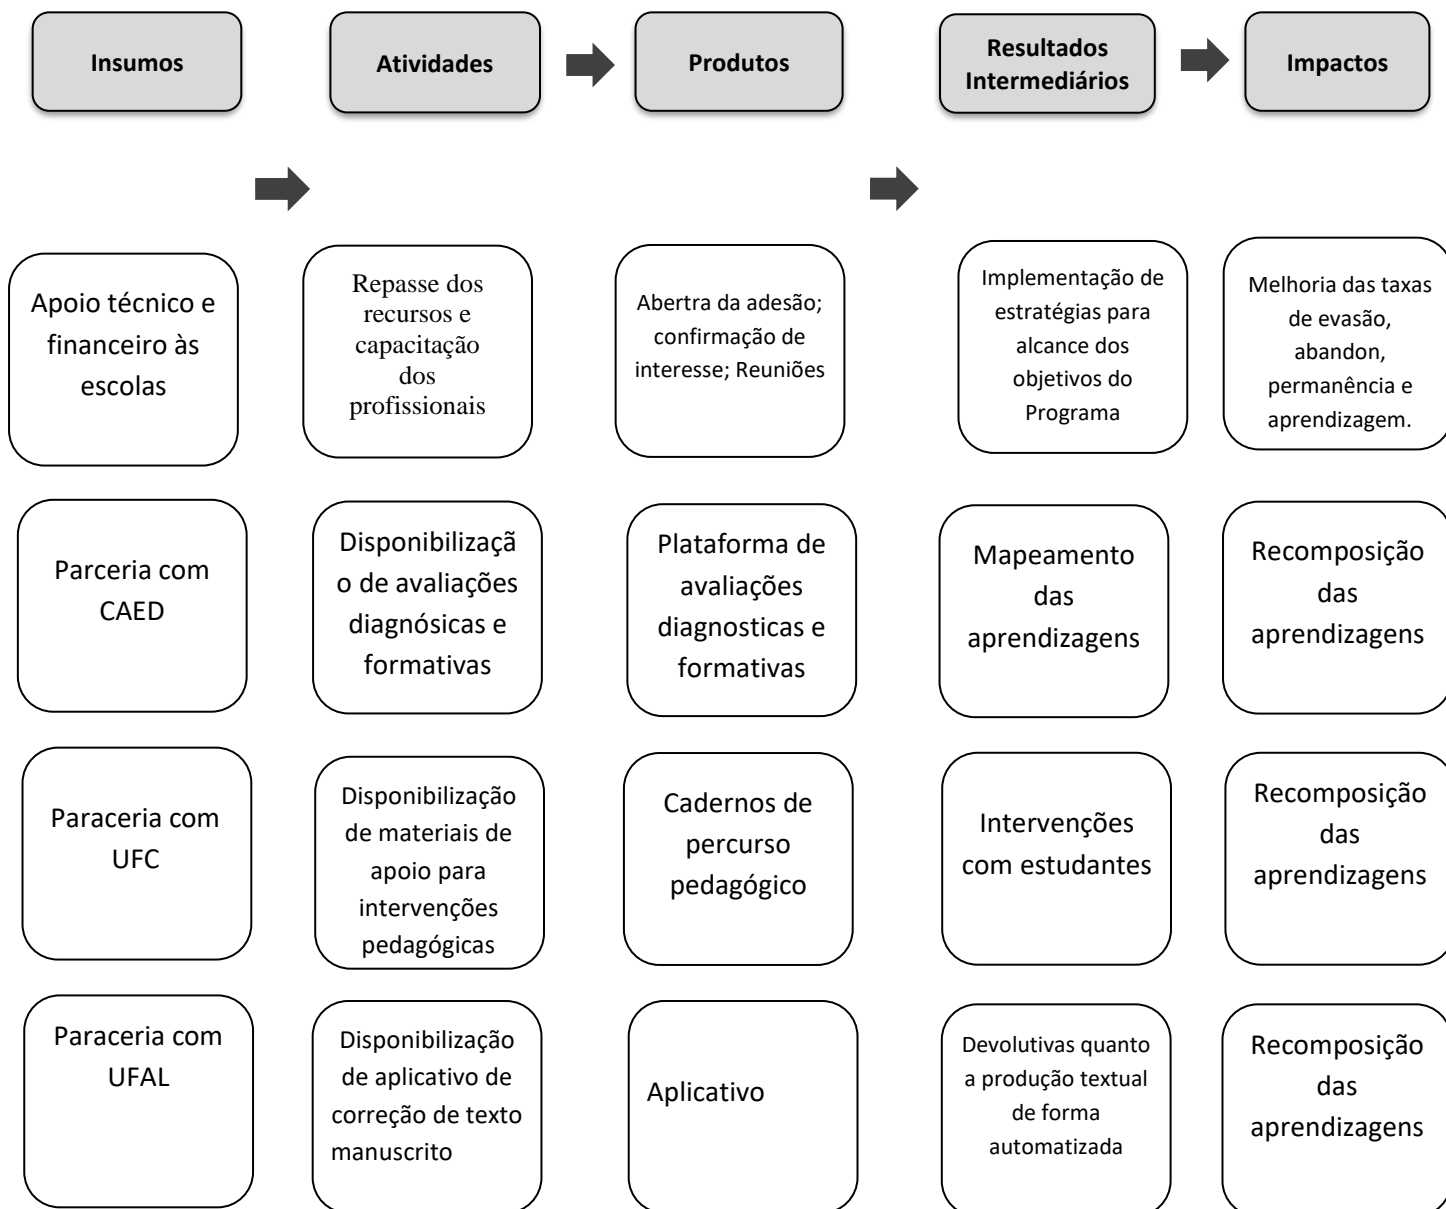 Insumos
Atividades
Produtos
Resultados
Intermediários
Impactos
Apoio técnico e
financeiro às
escolas
Repasse dos
recursos e
capacitação
dos
profissionais
Abertra da adesão;
confirmação de
interesse; Reuniões
Implementação de
estratégias para
alcance dos
objetivos do
Programa
Melhoria das taxas
de evasão,
abandon,
permanência e
aprendizagem.
Parceria com
CAED
Disponibilizaçã
o de avaliações
diagnósicas e
formativas
Plataforma de
avaliações
diagnosticas e
formativas
Mapeamento
das
aprendizagens
Recomposição
das
aprendizagens
Paraceria com
UFC
Disponibilização
de materiais de
apoio para
intervenções
pedagógicas
Cadernos de
percurso
pedagógico
Intervenções
com estudantes
Recomposição
das
aprendizagens
Paraceria com
UFAL
Disponibilização
de aplicativo de
correção de texto
manuscrito
Aplicativo
Devolutivas quanto
a produção textual
de forma
automatizada
Recomposição
das
aprendizagens